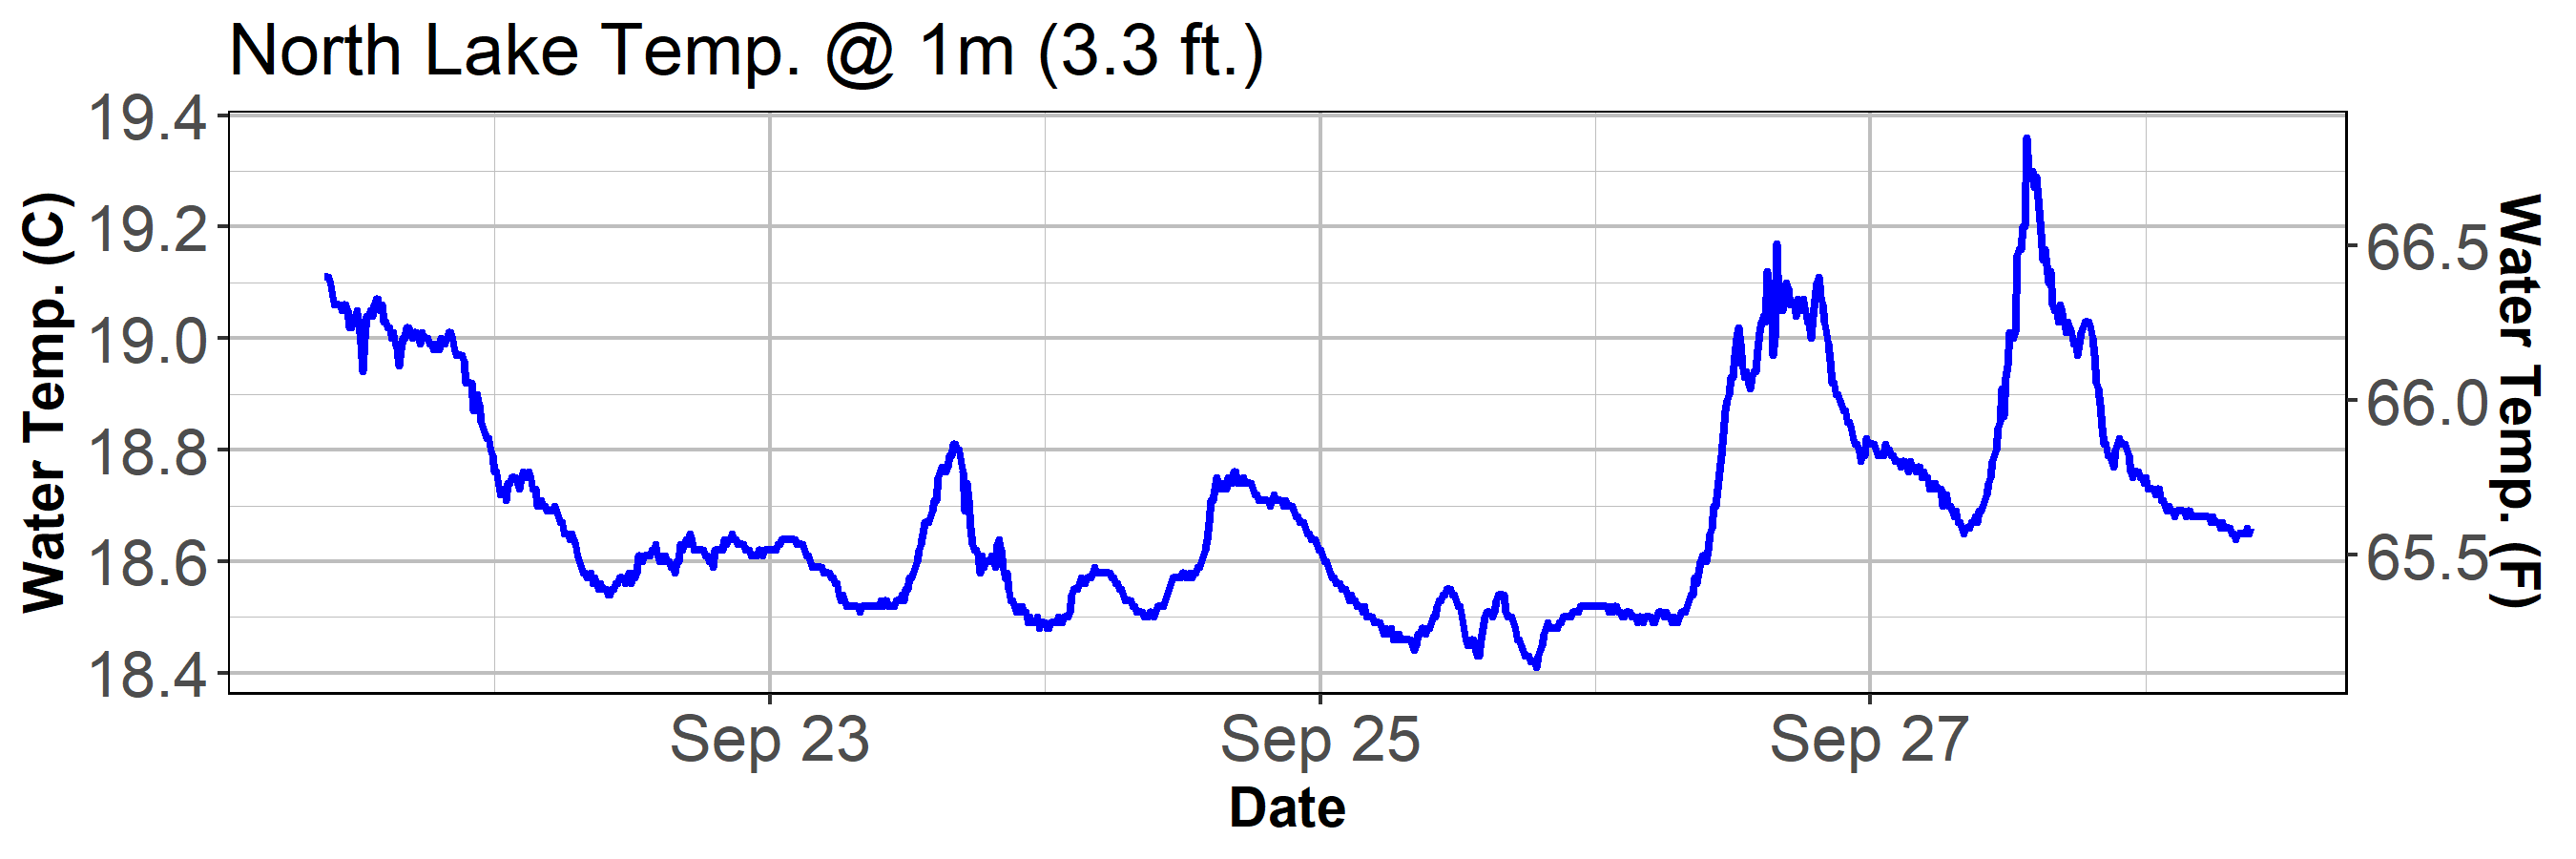 North Lake Temp. @ 1m (3.3 ft.)
Water Temp. (C)
19.4
19.2
19.0
18.8
18.6
18.4
66.5
66.0
65.5
Water Temp. (F)
Sep 23
Sep 25
Sep 27
Date